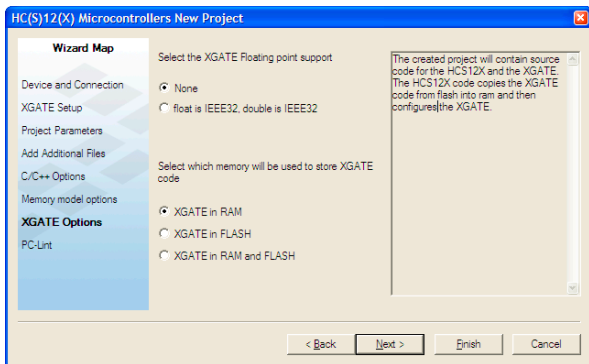 HC(S)12(X) Microcontrollers New Project
Wizard Map
Device and Connection
XGATE Setup
Project Parameters
Add Additional Files
C/C++ Options
Memory model options
XGATE Options
PC-Lint
Select the XGATE Floating point support
None
float is IEEE32, double is IEEE32
Select which memory will be used to store XGATE
code
XGATE in RAM
XGATE in FLASH
XGATE in RAM and FLASH
The created project will contain source
code for the HCS12X and the XGATE.
The HCS12X code copies the XGATE
code from flash into ram and then
configures the XGATE.
< Back
Next >
Finish
Cancel